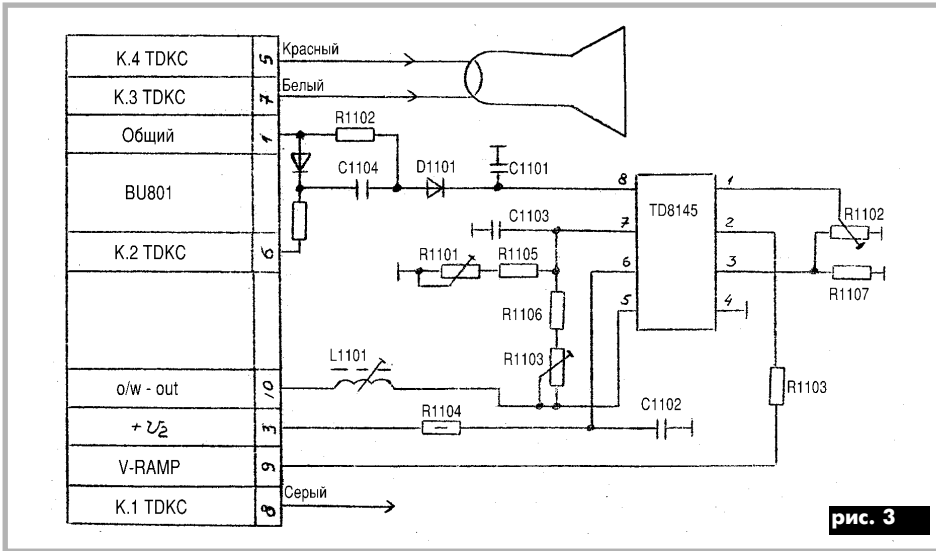 К.4 TDKC 5 Красный
К.3 TDKC 7 Белый
Общий 1
R1102
BU801
C1104
D1101
C1101
К.2 TDKC 6
8 TD8145 1
C1103 7 2
R1102
R1101 R1105 6 3
R1107
R1106 5 4
R1103
L1101
o/w - out 10
R1103
R1104
C1102
+ U2 3
V-RAMP 9
К.1 TDKC 8 Серый
рис. 3